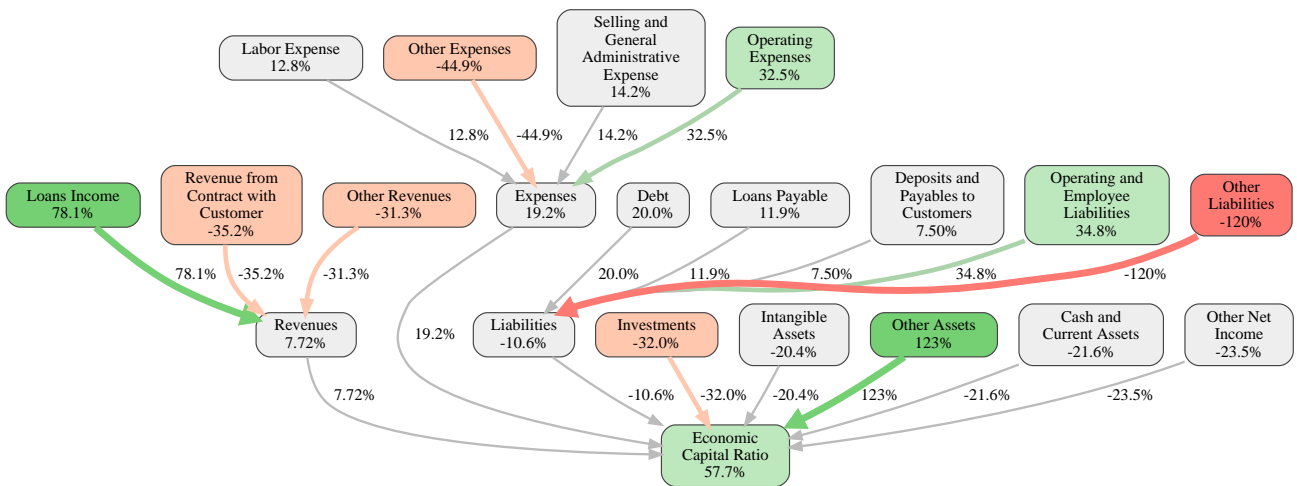 Labor Expense
12.8%
Other Expenses
-44.9%
Selling and
General
Administrative
Expense
14.2%
Operating
Expenses
32.5%
12.8%
-44.9%
14.2%
32.5%
Loans Income
78.1%
Revenue from
Contract with
Customer
-35.2%
Other Revenues
-31.3%
Expenses
19.2%
Debt
20.0%
Loans Payable
11.9%
Deposits and
Payables to
Customers
7.50%
Operating and
Employee
Liabilities
34.8%
Other
Liabilities
-120%
78.1%
-35.2%
-31.3%
20.0%
11.9%
7.50%
34.8%
-120%
Revenues
7.72%
19.2%
Liabilities
-10.6%
Investments
-32.0%
Intangible
Assets
-20.4%
Other Assets
123%
Cash and
Current Assets
-21.6%
Other Net
Income
-23.5%
7.72%
-10.6%
-32.0%
-20.4%
123%
-21.6%
-23.5%
Economic
Capital Ratio
57.7%